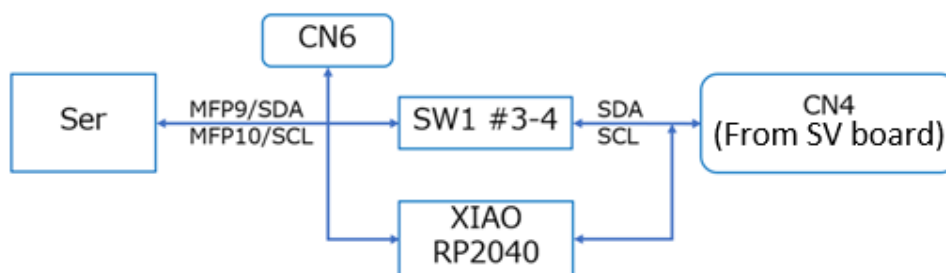 CN6
Ser
MFP9/SDA
MFP10/SCL
SW1 #3-4
SDA
SCL
CN4
(From SV board)
XIAO
RP2040